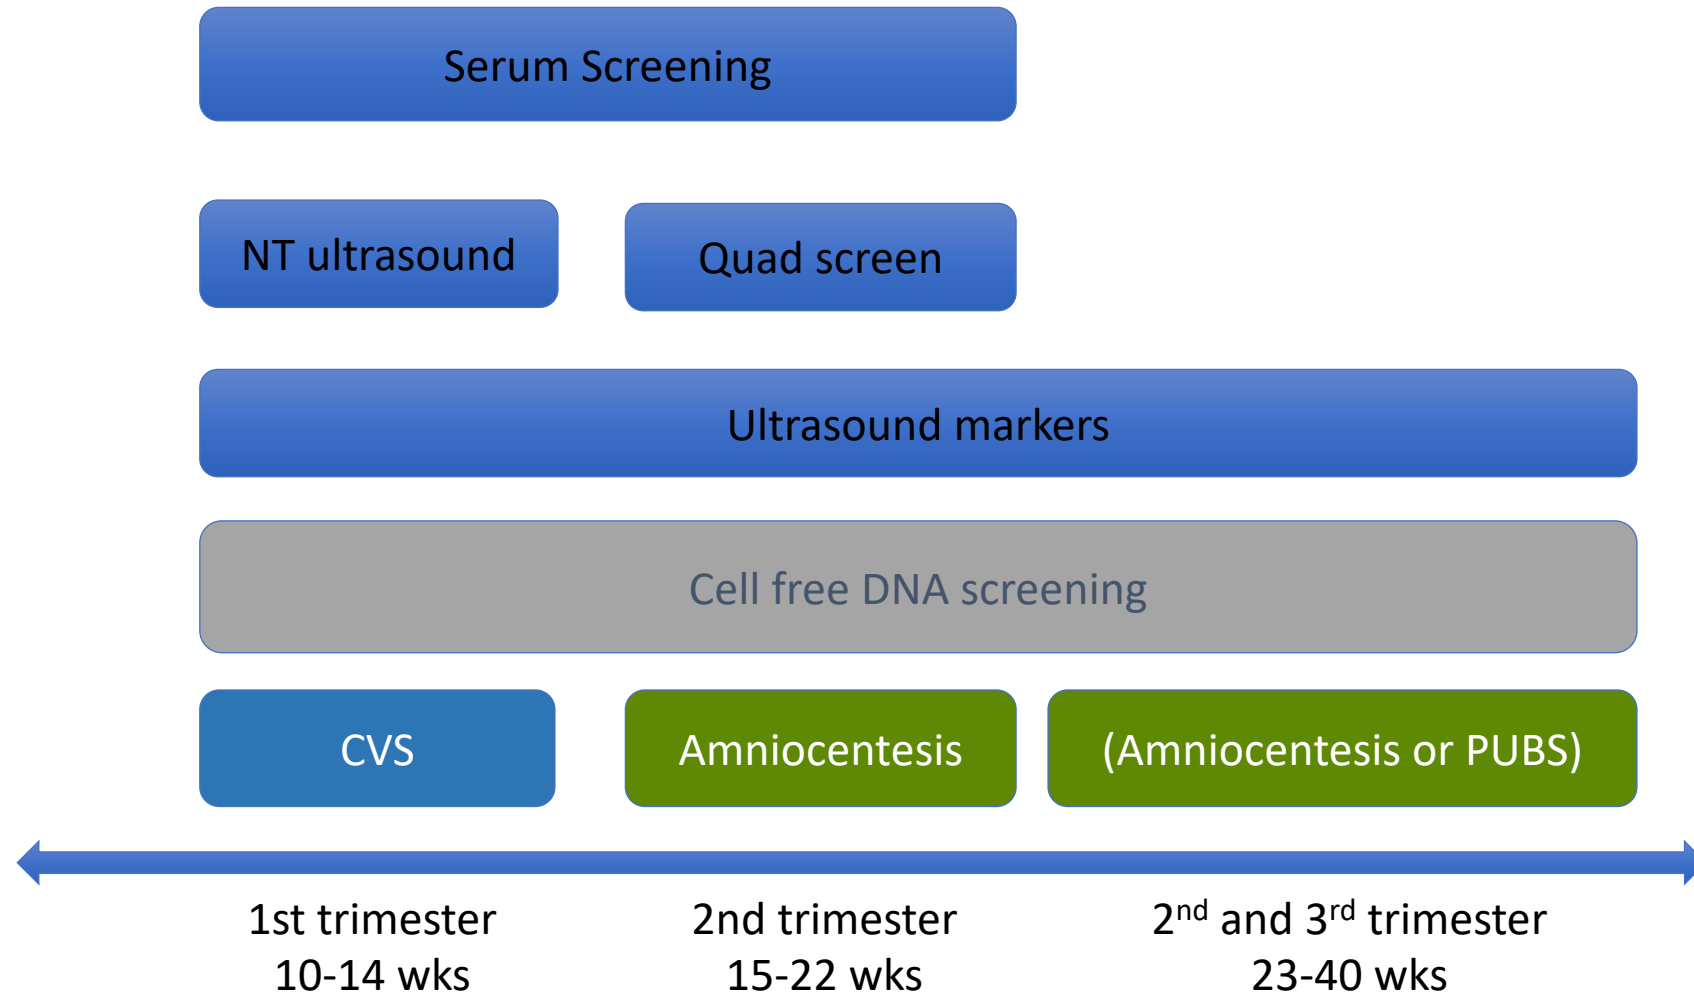 Serum Screening
NT ultrasound
Quad screen
Ultrasound markers
Cell free DNA screening
CVS
Amniocentesis
(Amniocentesis or PUBS)
1st trimester
10-14 wks
2nd trimester
15-22 wks
2nd and 3rd trimester
23-40 wks